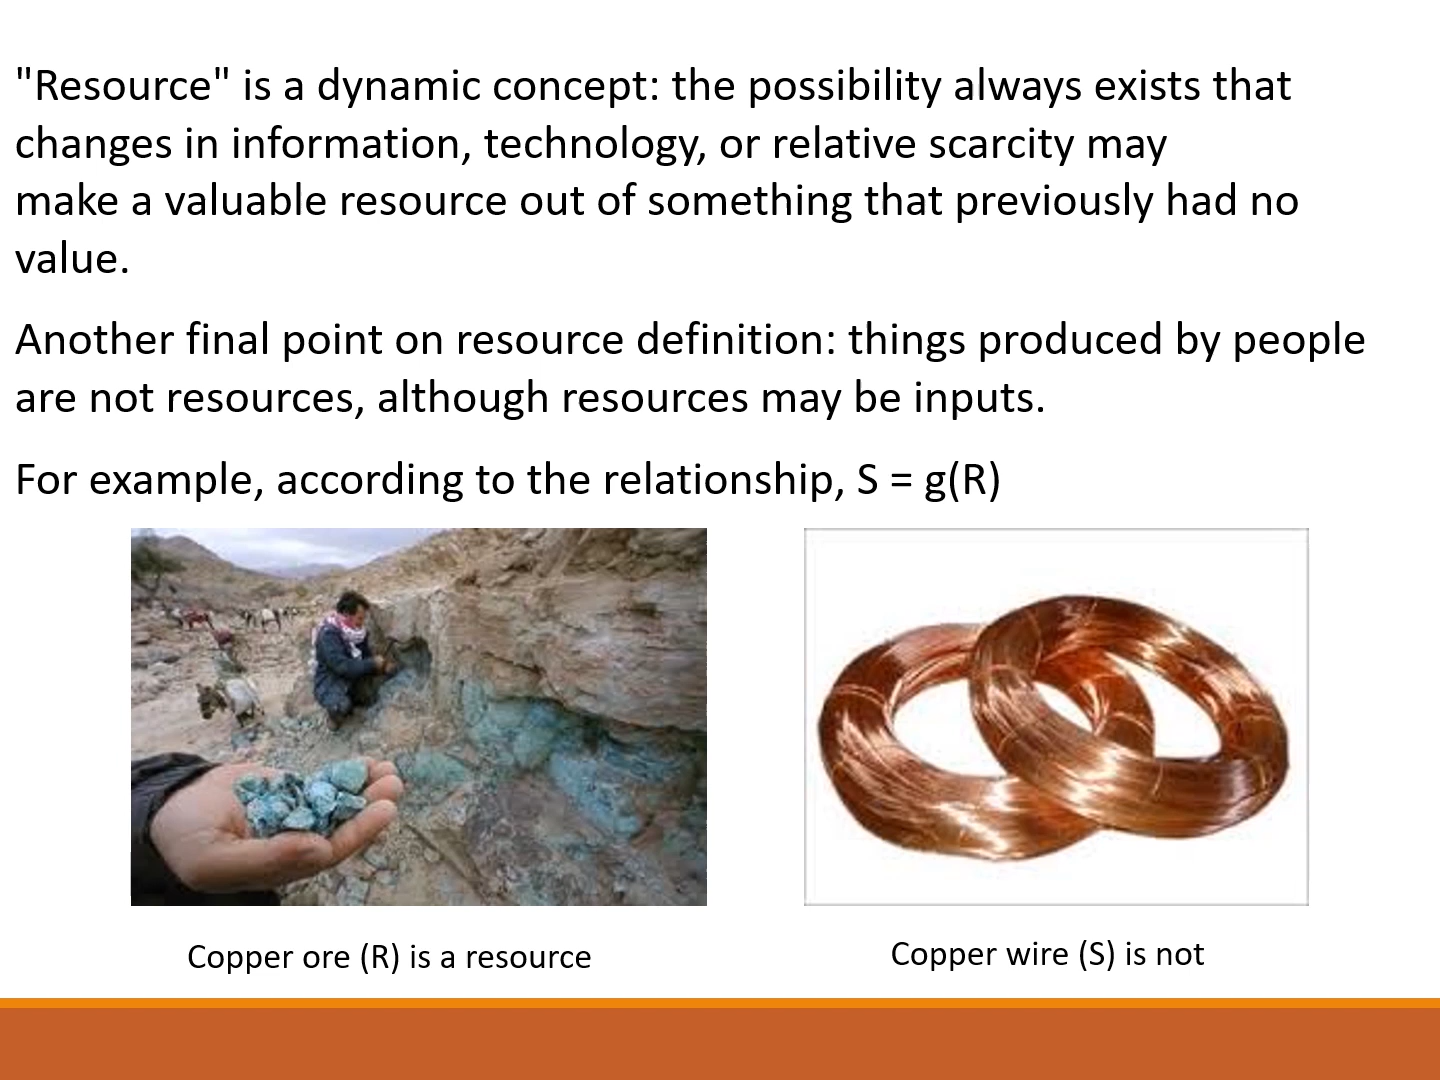 "Resource" is a dynamic concept: the possibility always exists that
changes in information, technology, or relative scarcity may
make a valuable resource out of something that previously had no
value.
Another final point on resource definition: things produced by people
are not resources, although resources may be inputs.
For example, according to the relationship, S = g(R)
Copper ore (R) is a resource
Copper wire (S) is not